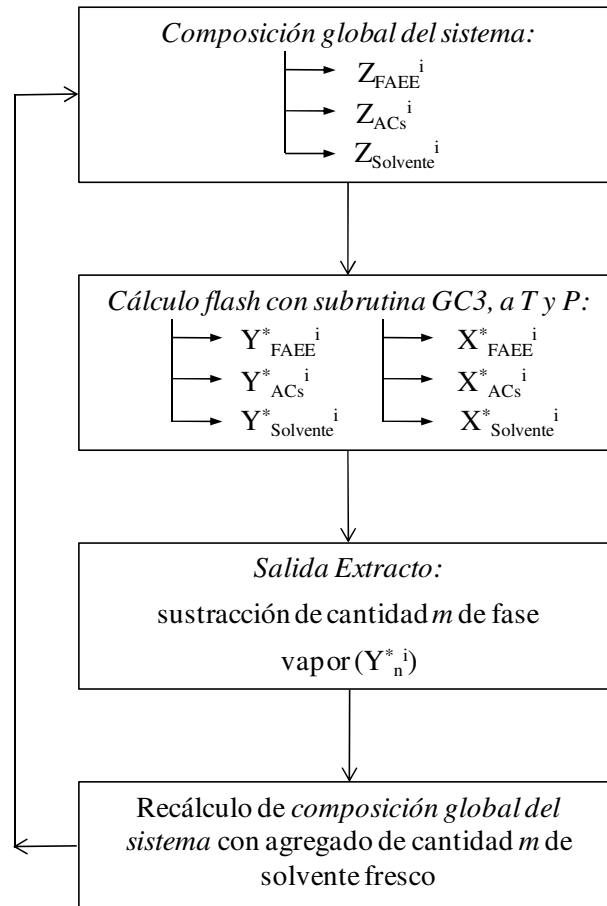 Composición global del sistema:
Z_FAEE^i
Z_ACs^i
Z_Solvente^i
Cálculo flash con subrutina GC3, a T y P:
Y*_FAEE^i X*_FAEE^i
Y*_ACs^i X*_ACs^i
Y*_Solvente^i X*_Solvente^i
Salida Extracto:
sustracción de cantidad m de fase
vapor (Y*_n^i)
Recálculo de composición global del
sistema con agregado de cantidad m de
solvente fresco